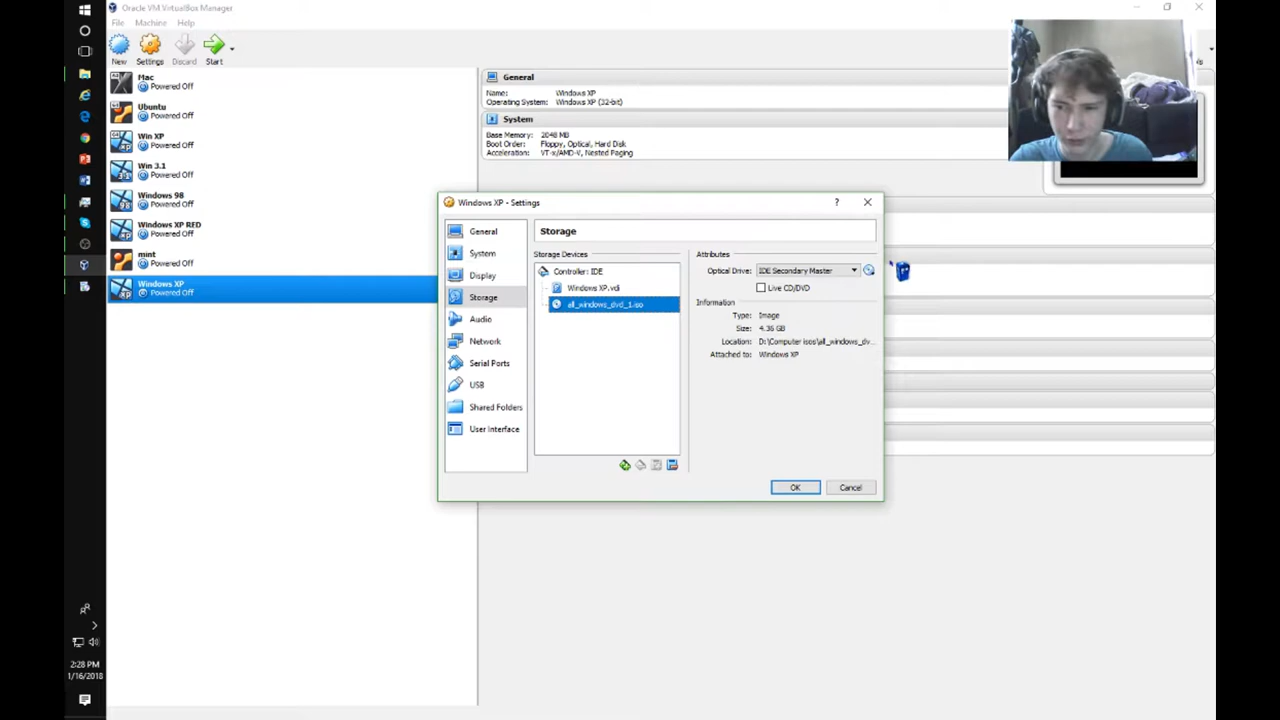 Oracle VM VirtualBox Manager
File Machine Help
New Settings Discard Start
Mac
Powered Off
Ubuntu
Powered Off
Win XP
Powered Off
Win 3.1
Powered Off
Windows 98
Powered Off
Windows XP RED
Powered Off
mint
Powered Off
Windows XP
Powered Off
General
Name: Windows XP
Operating System: Windows XP (32-bit)
System
Base Memory: 2048 MB
Boot Order: Floppy, Optical, Hard Disk
Acceleration: VT-x/AMD-V, Nested Paging
Windows XP - Settings
General
System
Display
Storage
Audio
Network
Serial Ports
USB
Shared Folders
User Interface
Storage
Storage Devices
Controller: IDE
Windows XP.vdi
all_windows_dvd_1.iso
Attributes
Optical Drive: IDE Secondary Master
Live CD/DVD
Information
Type: Image
Size: 4.36 GB
Location: D:\Computer isos\all_windows_dv...
Attached to: Windows XP
OK Cancel
2:28 PM
1/16/2018